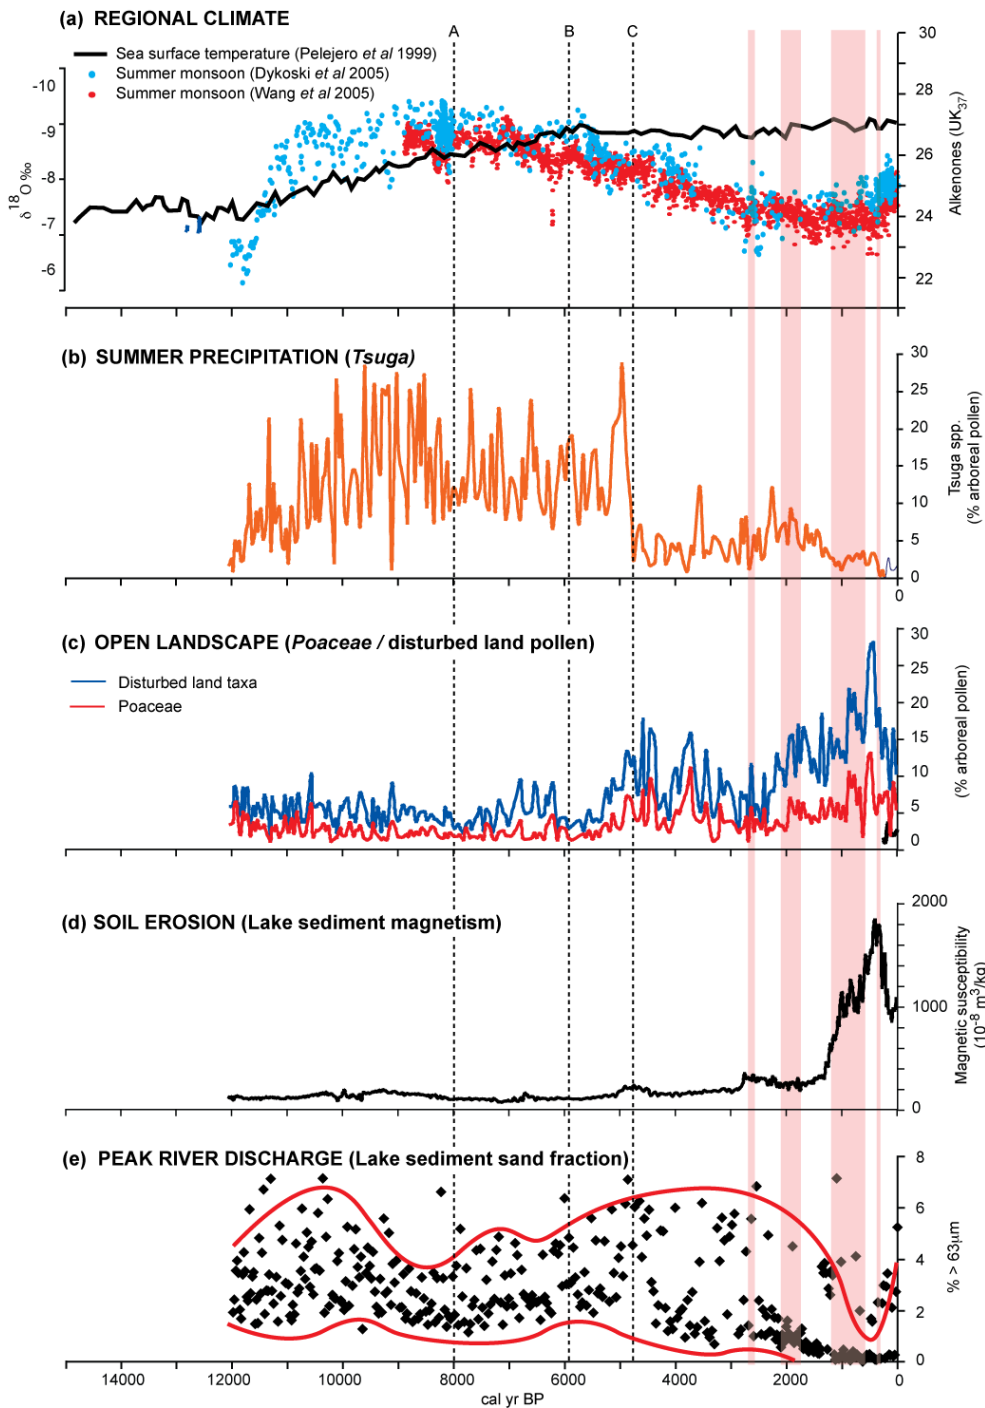 (a) REGIONAL CLIMATE
A B C
Sea surface temperature (Pelejero et al 1999)
Summer monsoon (Dykoski et al 2005)
Summer monsoon (Wang et al 2005)
-10
-9
-8
-7
-6
δ 18 O ‰
30
28
26
24
22
Alkenones (UK37)
(b) SUMMER PRECIPITATION (Tsuga)
30
25
20
15
10
5
0
0
Tsuga spp.
(% arboreal pollen)
(c) OPEN LANDSCAPE (Poaceae / disturbed land pollen)
Disturbed land taxa
Poaceae
30
25
20
15
10
5
0
(% arboreal pollen)
(d) SOIL EROSION (Lake sediment magnetism)
2000
1000
0
Magnetic susceptibility
(10-8 m3/kg)
(e) PEAK RIVER DISCHARGE (Lake sediment sand fraction)
8
6
4
2
0
% > 63μm
14000 12000 10000 8000 6000 4000 2000 0
cal yr BP